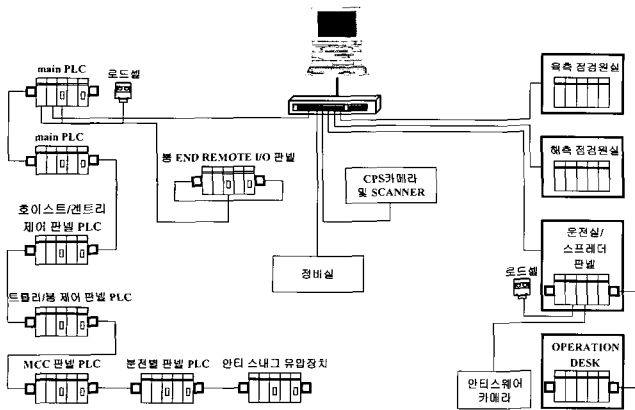 main PLC
로드셀
main PLC
붐 END REMOTE I/O 판넬
호이스트/겐트리
제어 판넬 PLC
트롤리/붐 제어 판넬 PLC
MCC 판넬 PLC
분전별 판넬 PLC
안티 스내그 유압장치
정비실
CPS카메라
및 SCANNER
육측 점검원실
해측 점검원실
운전실/
스프레더
판넬
로드셀
안티스웨어
카메라
OPERATION
DESK